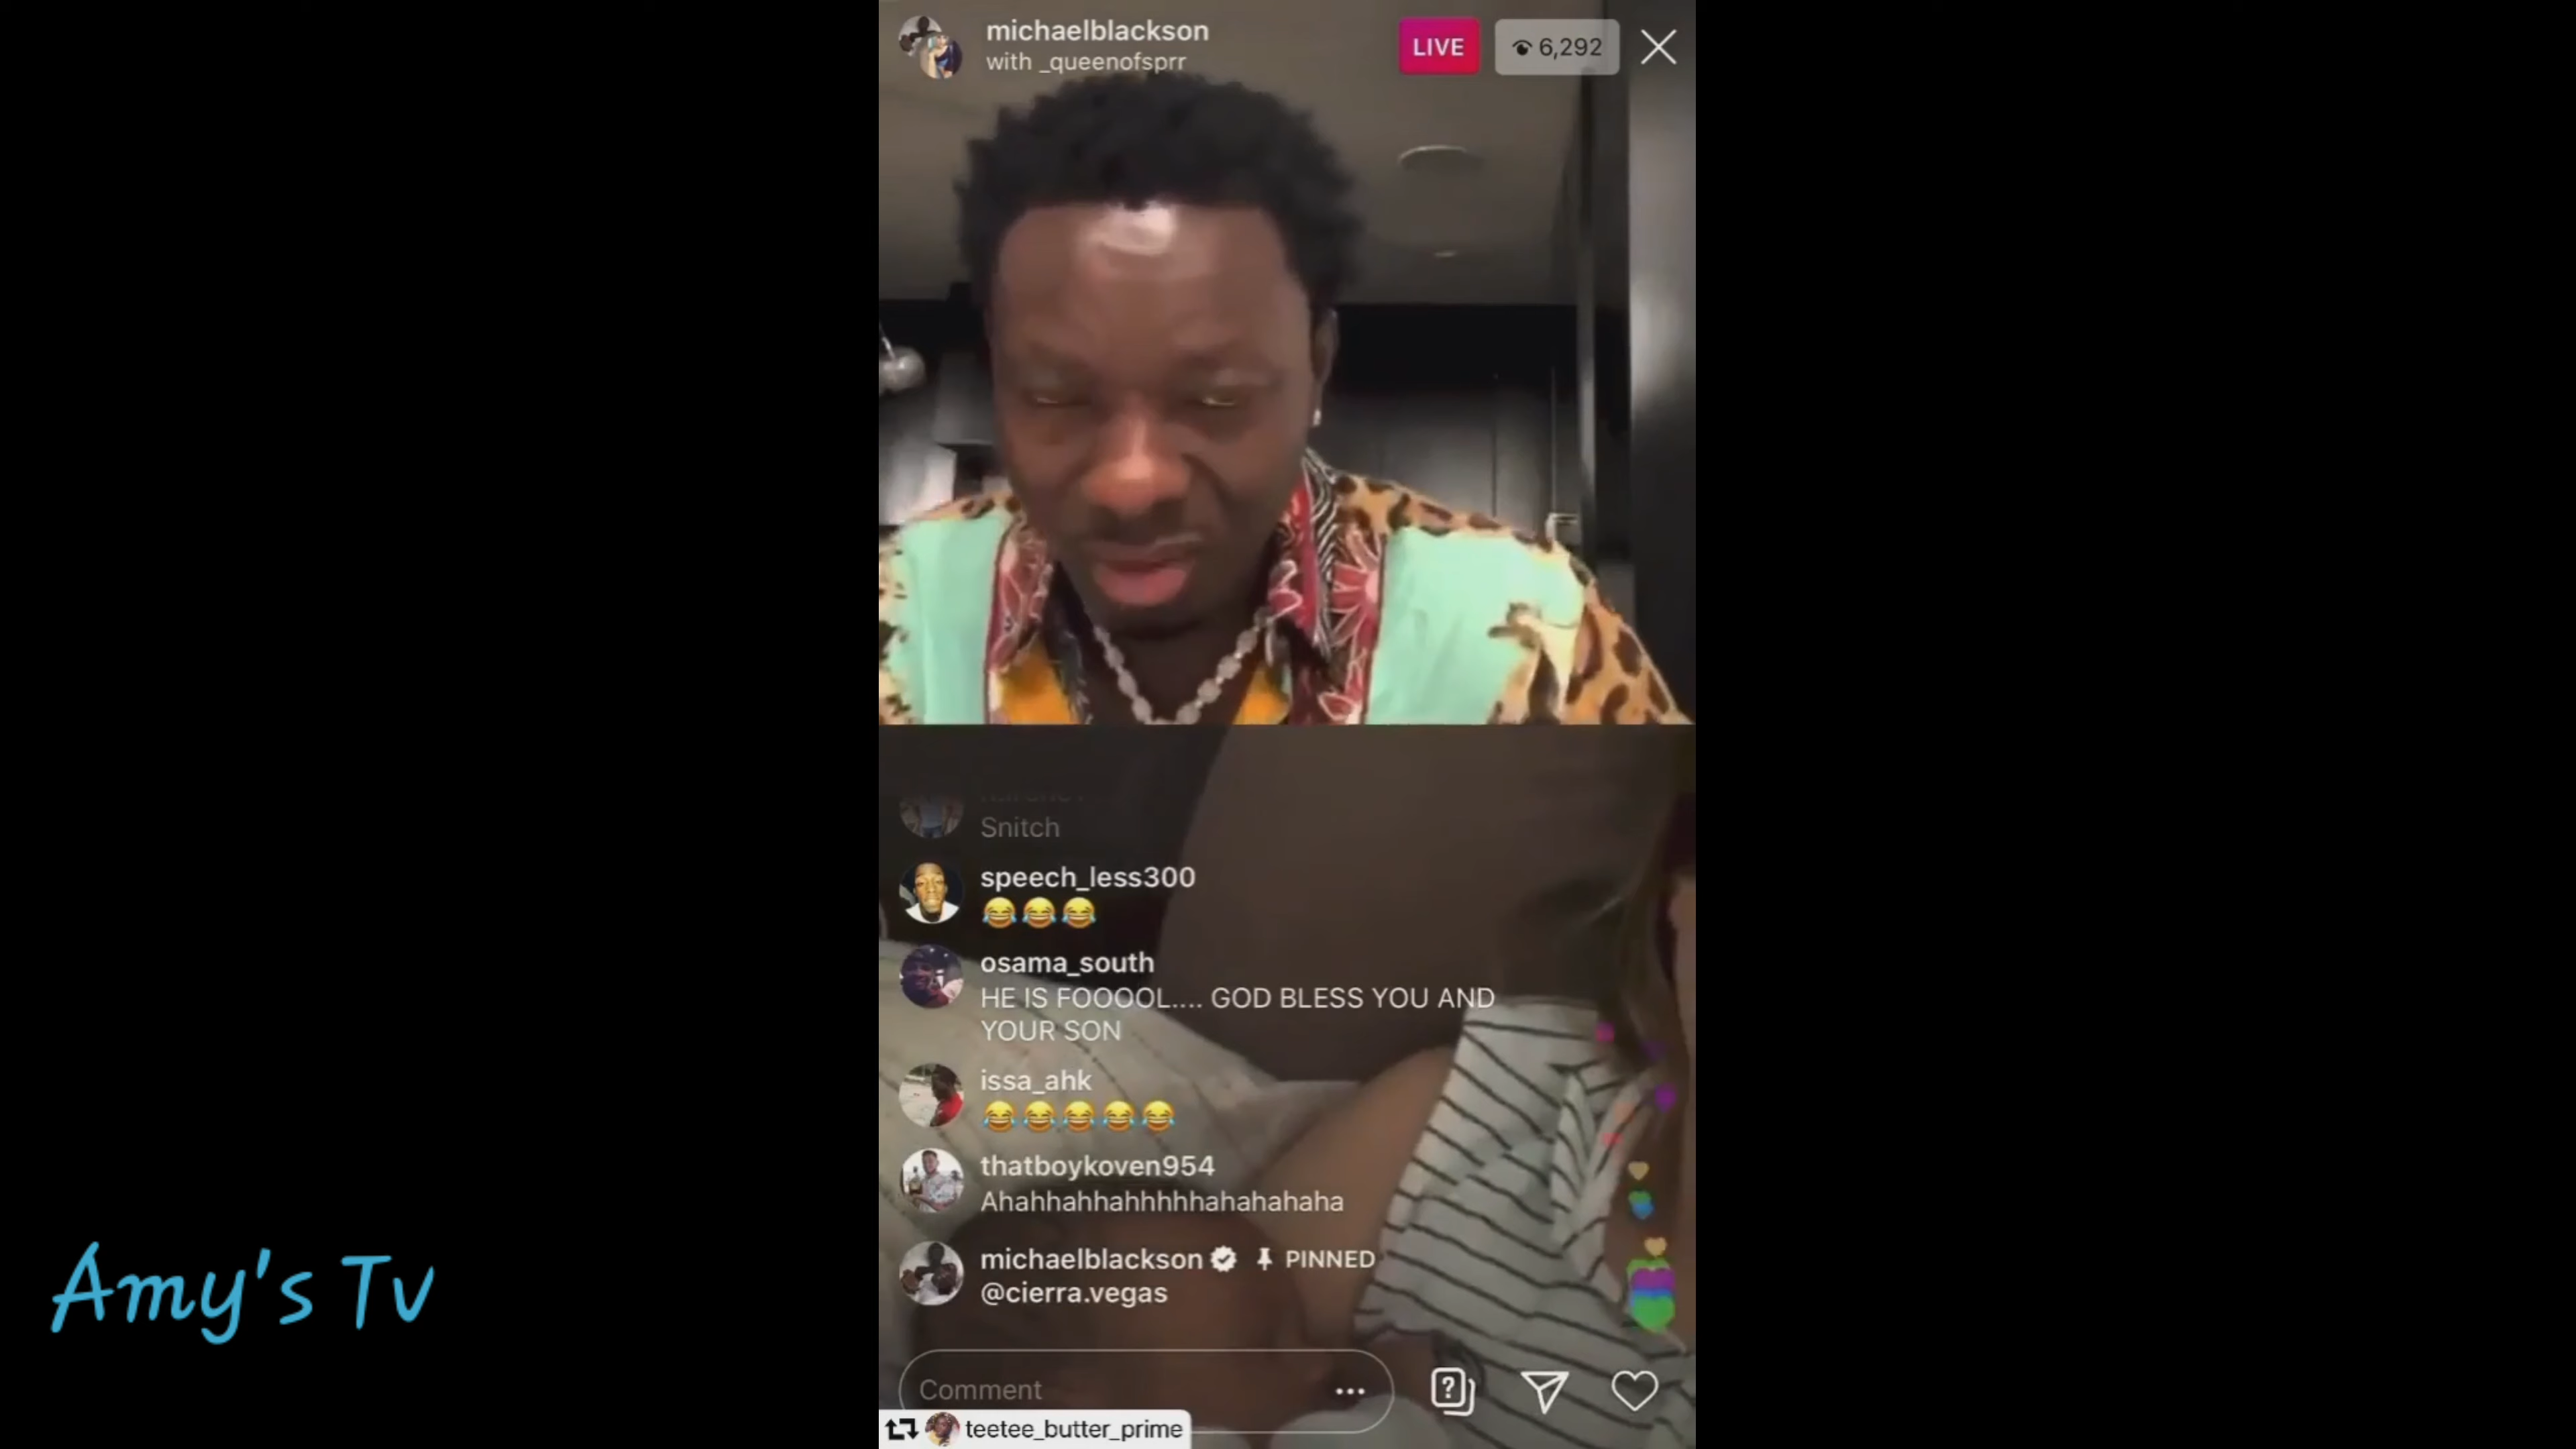 michaelblackson
with _queenofsprr
LIVE
6,292
Snitch
speech_less300
😂😂😂
osama_south
HE IS FOOOOL.... GOD BLESS YOU AND
YOUR SON
issa_ahk
😂😂😂😂😂
thatboykoven954
Ahahhahhahhhhhahahahaha
michaelblackson PINNED
@cierra.vegas
Comment
teetee_butter_prime
Amy's Tv